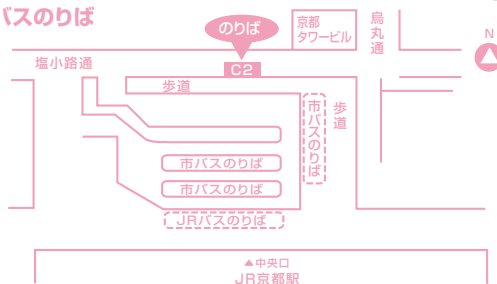 バスのりば
のりば
京都
タワービル
烏丸通
N
塩小路通
C2
歩道
市バスのりば
歩道
市バスのりば
市バスのりば
JRバスのりば
▲中央口
JR京都駅